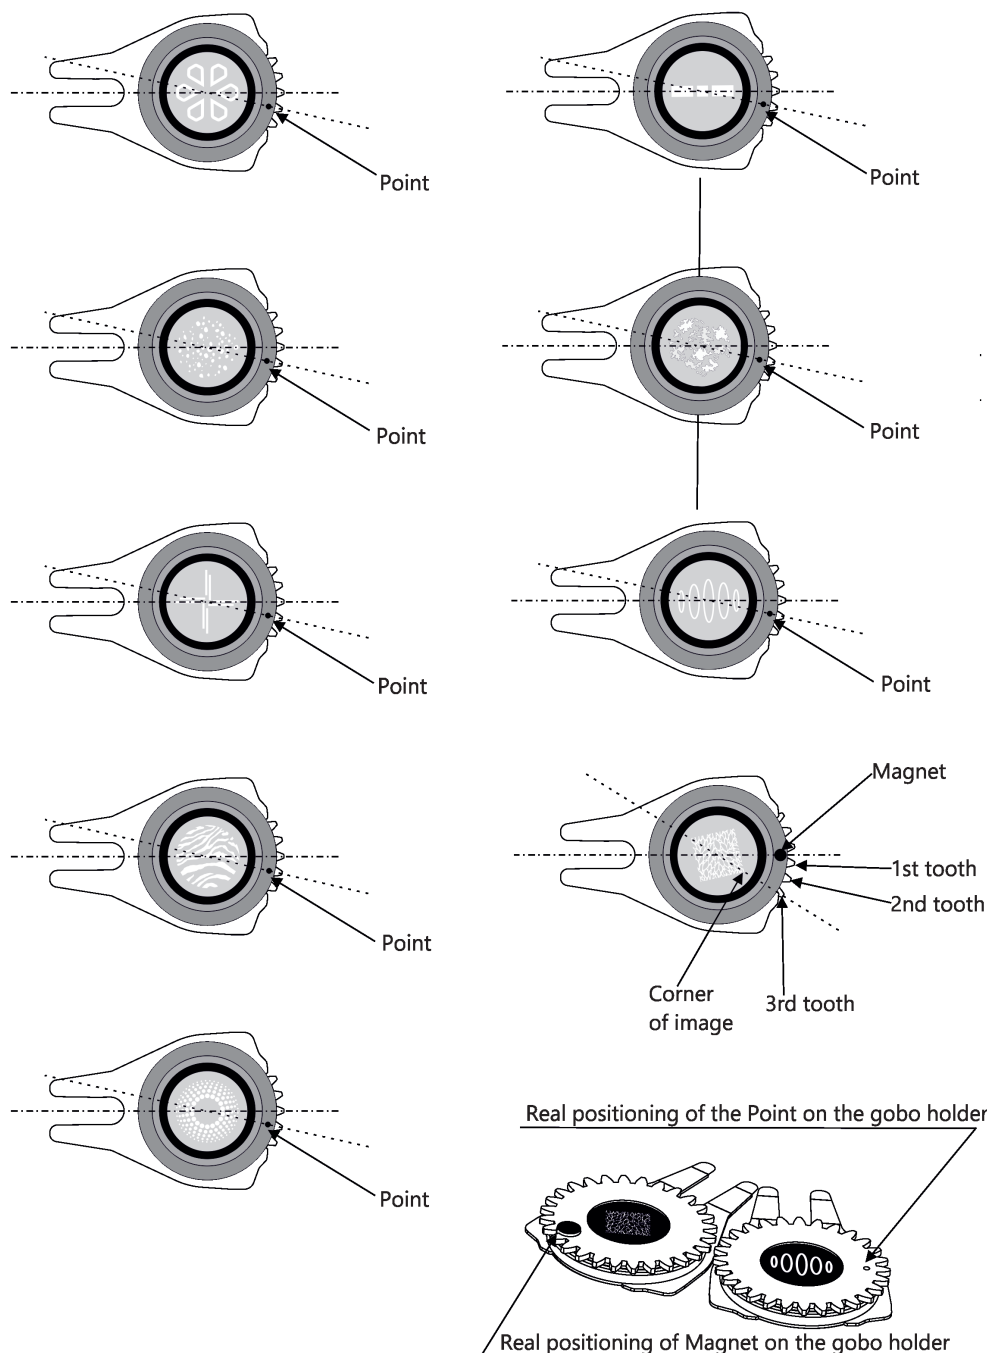 Point
Point
Point
Point
Point
Point
Magnet
1st tooth
2nd tooth
Point
Corner
of image
3rd tooth
Real positioning of the Point on the gobo holder
Point
Real positioning of Magnet on the gobo holder